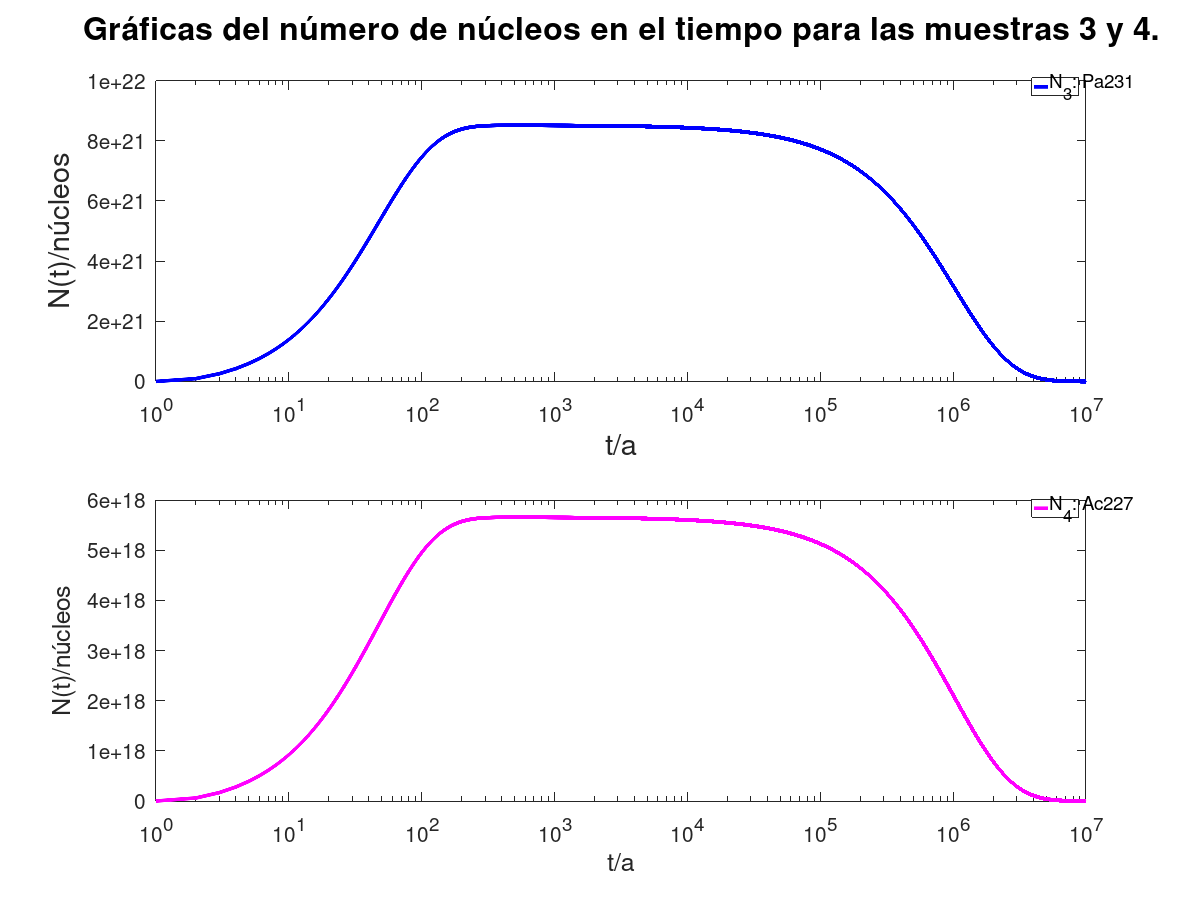 Gráficas del número de núcleos en el tiempo para las muestras 3 y 4.
1e+22
8e+21
6e+21
4e+21
2e+21
0
N(t)/núcleos
N3: Pa231
10^0 10^1 10^2 10^3 10^4 10^5 10^6 10^7
t/a
6e+18
5e+18
4e+18
3e+18
2e+18
1e+18
0
N(t)/núcleos
N4: Ac227
10^0 10^1 10^2 10^3 10^4 10^5 10^6 10^7
t/a